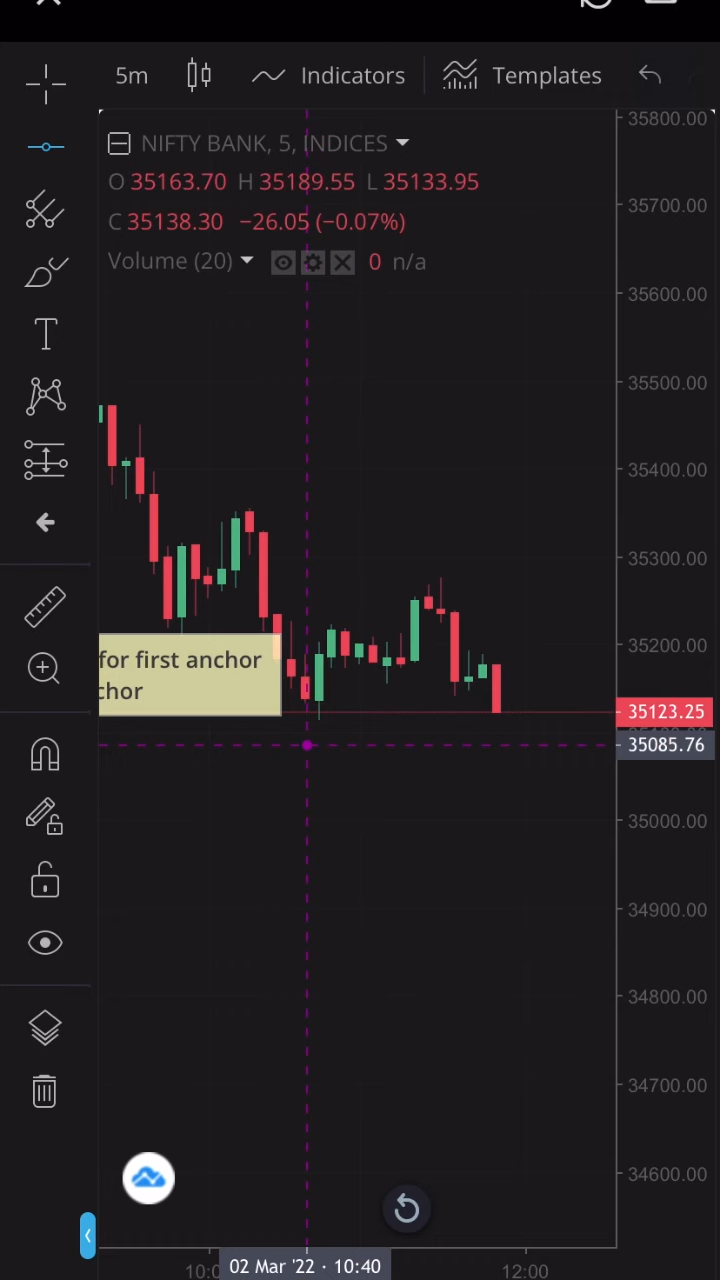 5m Indicators Templates
NIFTY BANK, 5, INDICES
O 35163.70 H 35189.55 L 35133.95
C 35138.30 −26.05 (−0.07%)
Volume (20) 0 n/a
35800.00
35700.00
35600.00
35500.00
35400.00
35300.00
35200.00
for first anchor
chor
35123.25
35085.76
35000.00
34900.00
34800.00
34700.00
34600.00
10:0 02 Mar '22 · 10:40 12:00